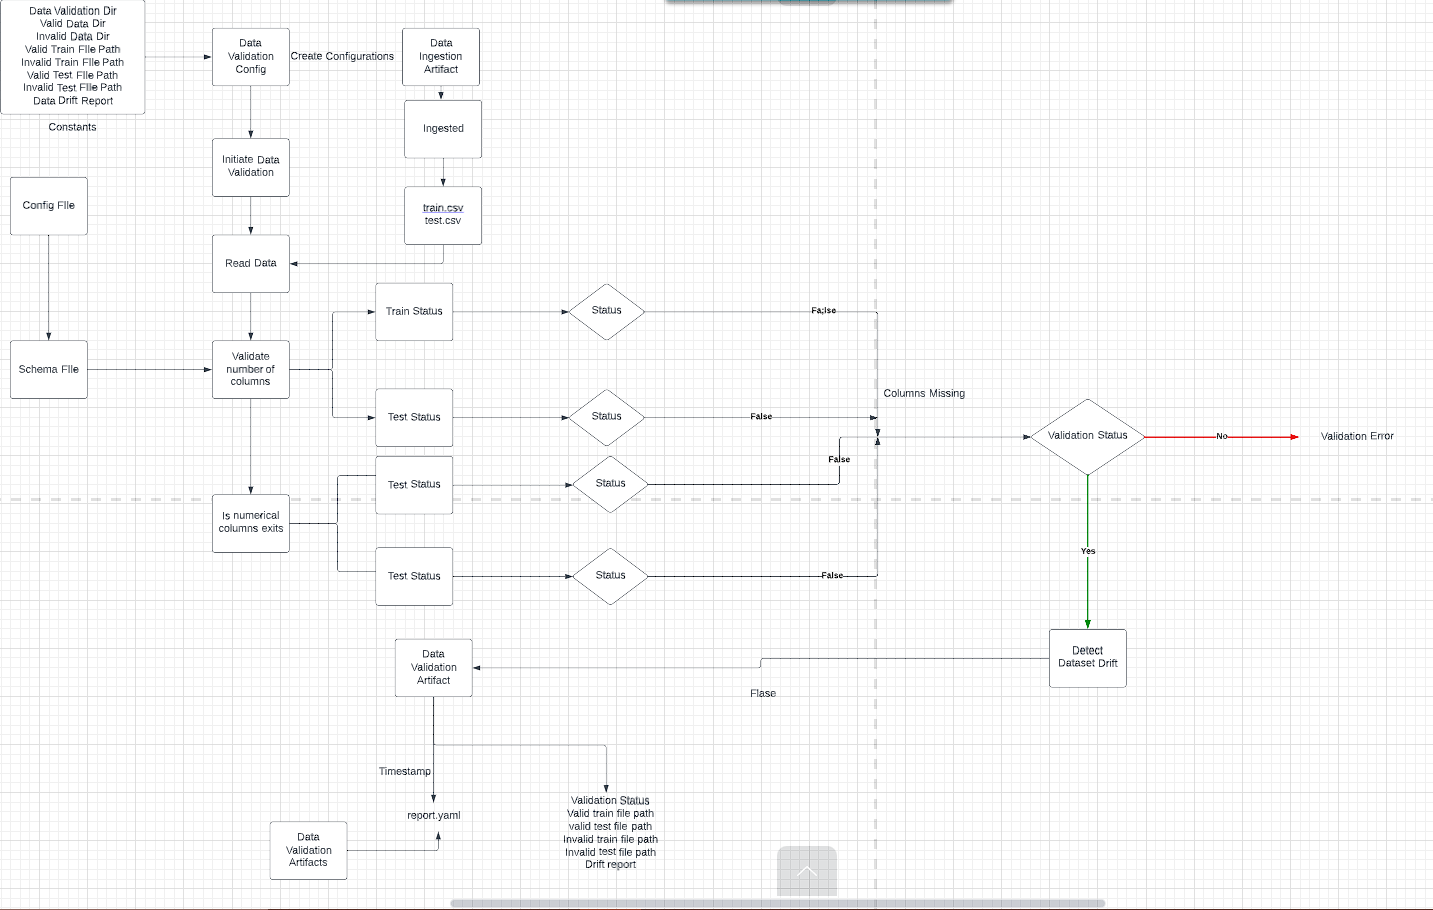 Data Validation Dir
Valid Data Dir
Invalid Data Dir
Valid Train FIle Path
Invalid Train FIle Path
Valid Test FIle Path
Invalid Test FIle Path
Data Drift Report
Constants
Data
Validation
Config
Create Configurations
Data
Ingestion
Artifact
Ingested
Initiate Data
Validation
train.csv
test.csv
Config FIle
Read Data
Train Status
Status
Fa;lse
Schema FIle
Validate
number of
columns
Test Status
Status
False
Columns Missing
Validation Status
No
Validation Error
False
Test Status
Status
Is numerical
columns exits
Test Status
Status
False
Yes
Detect
Dataset Drift
Data
Validation
Artifact
Flase
Timestamp
report.yaml
Data
Validation
Artifacts
Validation Status
Valid train file path
valid test file path
Invalid train file path
Invalid test file path
Drift report